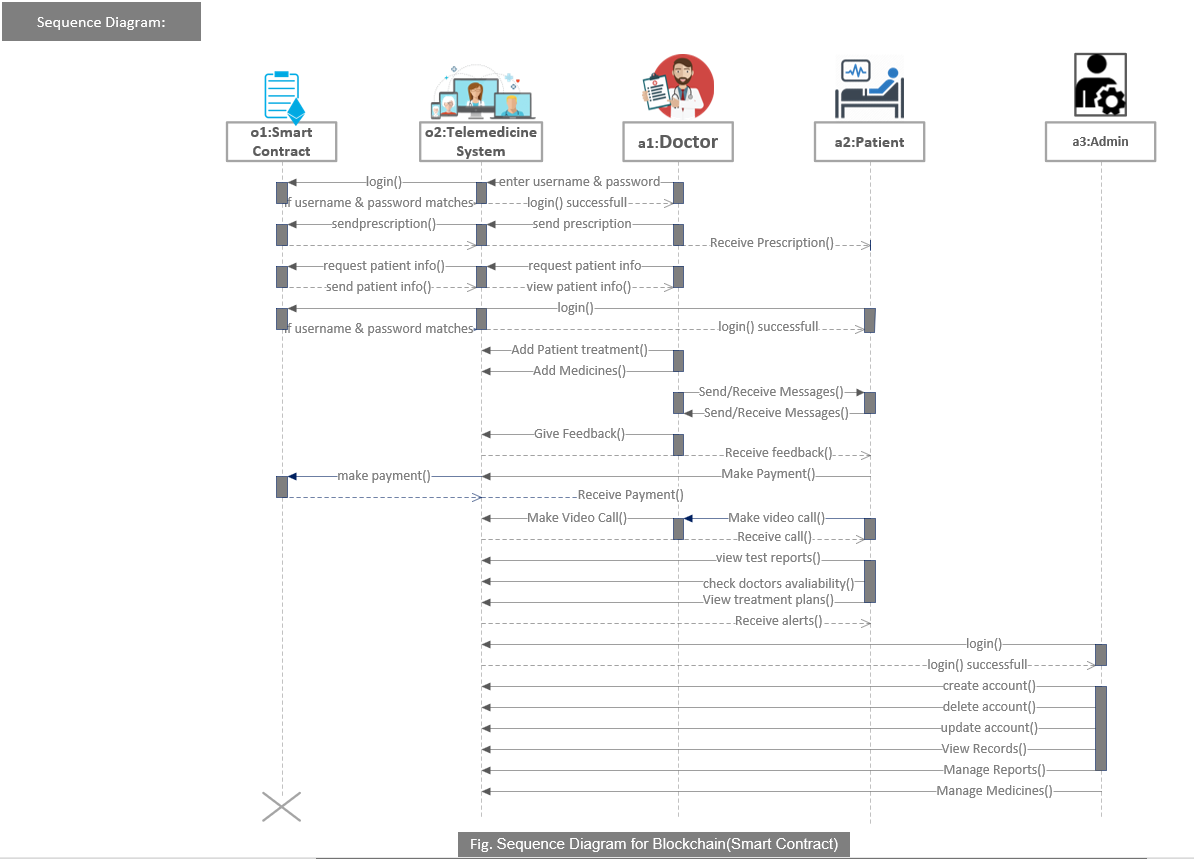 Sequence Diagram:
o1:Smart
Contract
o2:Telemedicine
System
a1:Doctor
a2:Patient
a3:Admin
login()
enter username & password
if username & password matches
login() successfull
sendprescription()
send prescription
Receive Prescription()
request patient info()
request patient info
send patient info()
view patient info()
login()
if username & password matches
login() successfull
Add Patient treatment()
Add Medicines()
Send/Receive Messages()
Send/Receive Messages()
Give Feedback()
Receive feedback()
make payment()
Make Payment()
Receive Payment()
Make Video Call()
Make video call()
Receive call()
view test reports()
check doctors avaliability()
View treatment plans()
Receive alerts()
login()
login() successfull
create account()
delete account()
update account()
View Records()
Manage Reports()
Manage Medicines()
Fig. Sequence Diagram for Blockchain(Smart Contract)